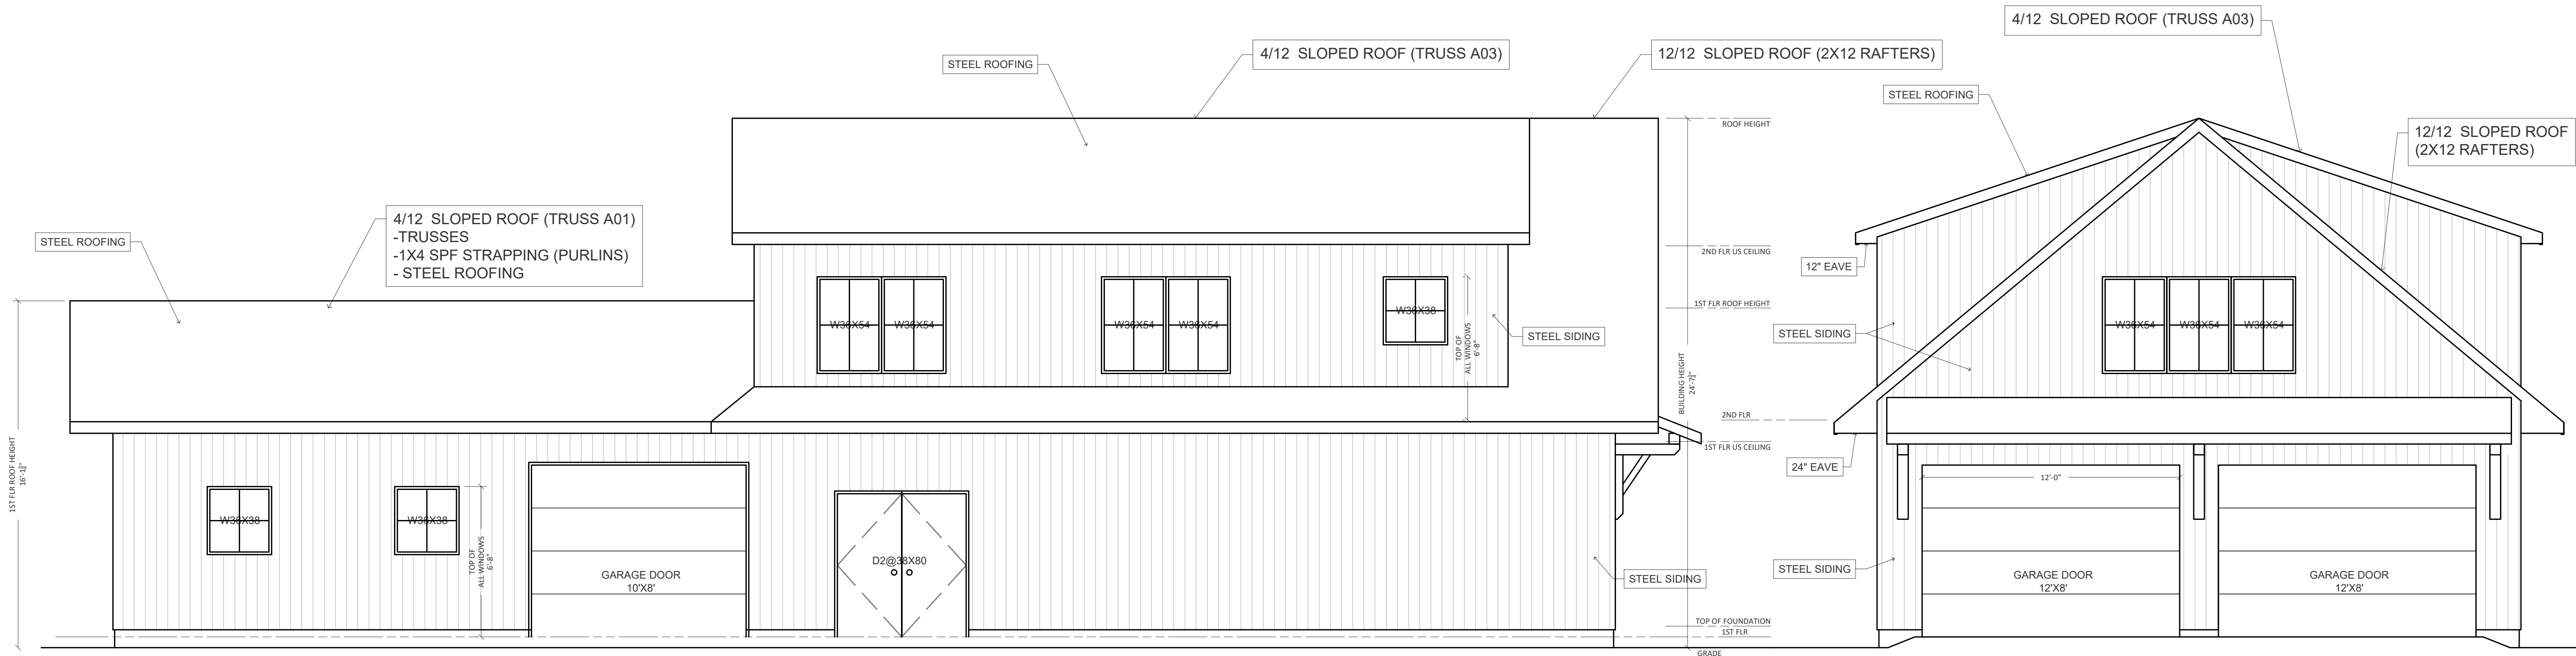 4/12 SLOPED ROOF (TRUSS A03)
4/12 SLOPED ROOF (TRUSS A03)
12/12 SLOPED ROOF (2X12 RAFTERS)
STEEL ROOFING
STEEL ROOFING
ROOF HEIGHT
12/12 SLOPED ROOF
(2X12 RAFTERS)
4/12 SLOPED ROOF (TRUSS A01)
-TRUSSES
-1X4 SPF STRAPPING (PURLINS)
- STEEL ROOFING
STEEL ROOFING
2ND FLR US CEILING
12" EAVE
1ST FLR ROOF HEIGHT
W36X54
W36X54
W36X54
W36X54
W36X38
TOP OF
ALL WINDOWS
6'-8"
STEEL SIDING
STEEL SIDING
W36X54
W36X54
W36X54
BUILDING HEIGHT
24'-7¾"
2ND FLR
1ST FLR US CEILING
24" EAVE
1ST FLR ROOF HEIGHT
16'-1¾"
12'-0"
W36X38
W36X38
TOP OF
ALL WINDOWS
6'-8"
GARAGE DOOR
10'X8'
D2@38X80
STEEL SIDING
STEEL SIDING
GARAGE DOOR
12'X8'
GARAGE DOOR
12'X8'
TOP OF FOUNDATION
1ST FLR
GRADE